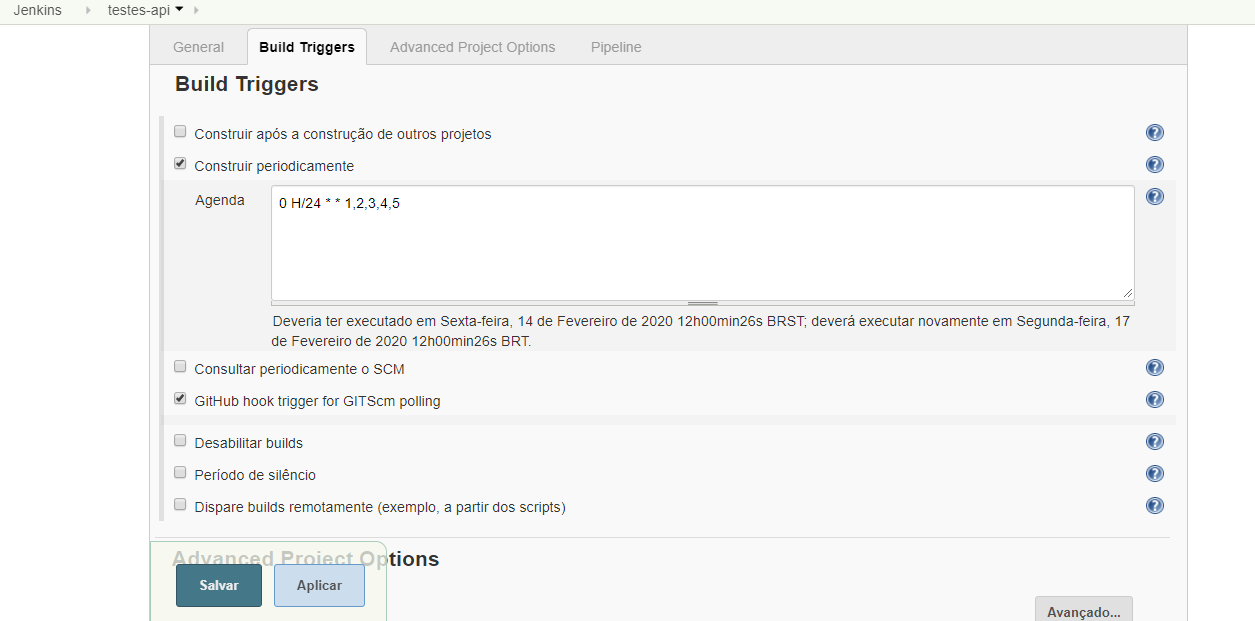 Jenkins testes-api
General Build Triggers Advanced Project Options Pipeline
Build Triggers
Construir após a construção de outros projetos
Construir periodicamente
Agenda 0 H/24 * * 1,2,3,4,5
Deveria ter executado em Sexta-feira, 14 de Fevereiro de 2020 12h00min26s BRST; deverá executar novamente em Segunda-feira, 17
de Fevereiro de 2020 12h00min26s BRT.
Consultar periodicamente o SCM
GitHub hook trigger for GITScm polling
Desabilitar builds
Período de silêncio
Dispare builds remotamente (exemplo, a partir dos scripts)
Advanced Project Options
Salvar Aplicar
Avançado...